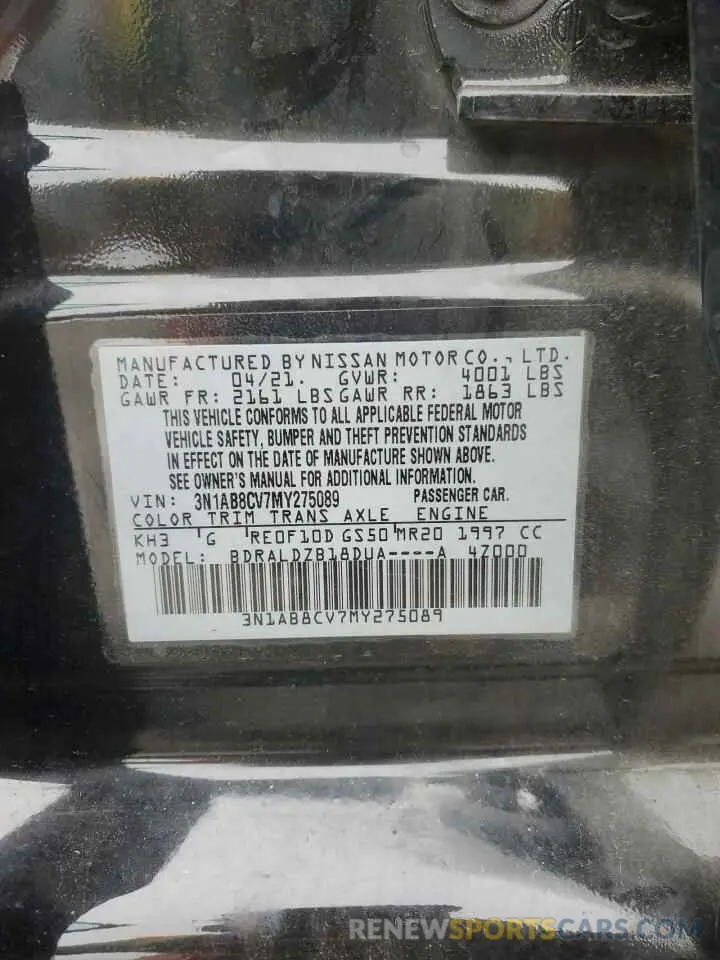 MANUFACTURED BY NISSAN MOTOR CO., LTD.
DATE: 04/21. GVWR: 4001 LBS
GAWR FR: 2161 LBS GAWR RR: 1863 LBS
THIS VEHICLE CONFORMS TO ALL APPLICABLE FEDERAL MOTOR
VEHICLE SAFETY, BUMPER AND THEFT PREVENTION STANDARDS
IN EFFECT ON THE DATE OF MANUFACTURE SHOWN ABOVE.
SEE OWNER'S MANUAL FOR ADDITIONAL INFORMATION.
VIN: 3N1AB8CV7MY275089 PASSENGER CAR.
COLOR TRIM TRANS AXLE ENGINE
KH3 G RE0F10D GS50 MR20 1997 CC
MODEL: BDRALDZB18DUA----A 4Z000
3N1AB8CV7MY275089
RENEWSPORTSCARS.COM